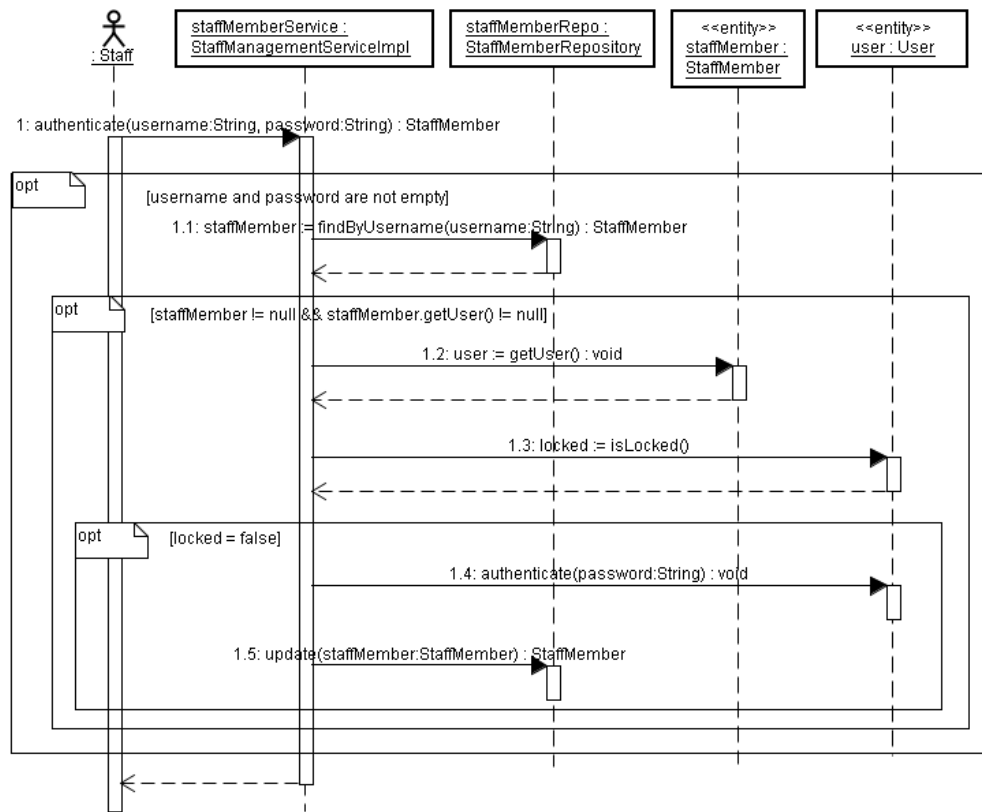 : Staff
staffMemberService :
StaffManagementServiceImpl
staffMemberRepo :
StaffMemberRepository
<<entity>>
staffMember :
StaffMember
<<entity>>
user : User
1: authenticate(username:String, password:String) : StaffMember
opt
[username and password are not empty]
1.1: staffMember := findByUsername(username:String) : StaffMember
opt
[staffMember != null && staffMember.getUser() != null]
1.2: user := getUser() : void
1.3: locked := isLocked()
opt
[locked = false]
1.4: authenticate(password:String) : void
1.5: update(staffMember:StaffMember) : StaffMember